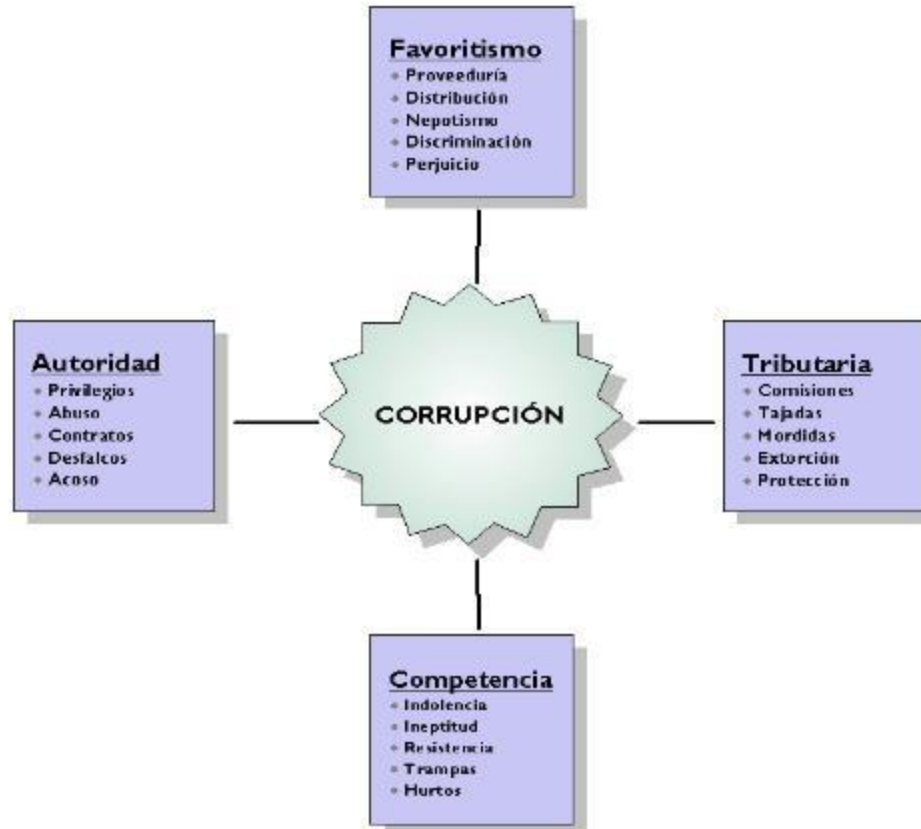 Favoritismo
Proveeduría
Distribución
Nepotismo
Discriminación
Perjuicio
Autoridad
Privilegios
Abuso
Contratos
Desfalcos
Acoso
CORRUPCIÓN
Tributaria
Comisiones
Tajadas
Mordidas
Extorción
Protección
Competencia
Indolencia
Ineptitud
Resistencia
Trampas
Hurtos